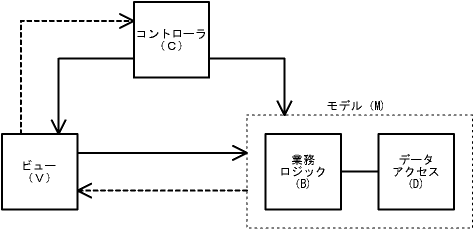 コントローラ
(C)
モデル (M)
ビュー
(V)
業務
ロジック
(B)
データ
アクセス
(D)